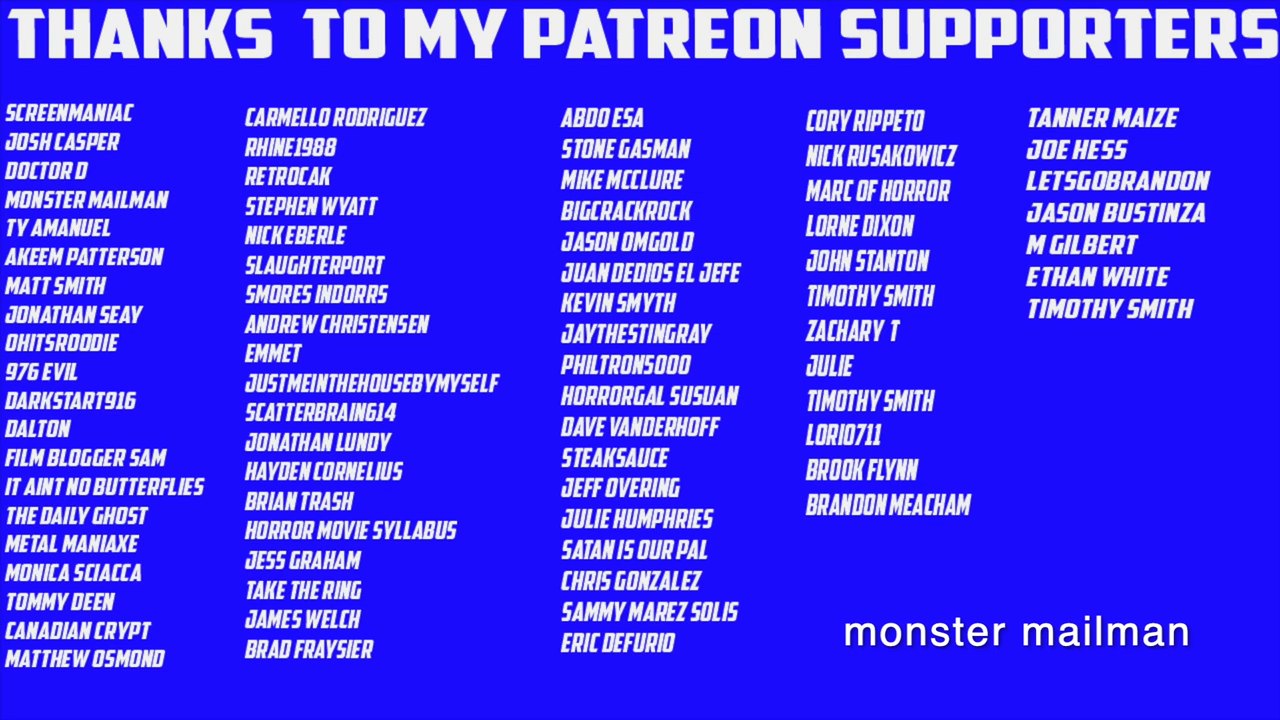 THANKS TO MY PATREON SUPPORTERS
SCREENMANIAC
JOSH CASPER
DOCTOR D
MONSTER MAILMAN
TY AMANUEL
AKEEM PATTERSON
MATT SMITH
JONATHAN SEAY
OHITSROODIE
976 EVIL
DARKSTART916
DALTON
FILM BLOGGER SAM
IT AINT NO BUTTERFLIES
THE DAILY GHOST
METAL MANIAXE
MONICA SCIACCA
TOMMY DEEN
CANADIAN CRYPT
MATTHEW OSMOND
CARMELLO RODRIGUEZ
RHINE1988
RETROCAK
STEPHEN WYATT
NICK EBERLE
SLAUGHTERPORT
SMORES INDORRS
ANDREW CHRISTENSEN
EMMET
JUSTMEINTHEHOUSEBYMYSELF
SCATTERBRAIN614
JONATHAN LUNDY
HAYDEN CORNELIUS
BRIAN TRASH
HORROR MOVIE SYLLABUS
JESS GRAHAM
TAKE THE RING
JAMES WELCH
BRAD FRAYSIER
ABDO ESA
STONE GASMAN
MIKE MCCLURE
BIGCRACKROCK
JASON OMGOLD
JUAN DEDIOS EL JEFE
KEVIN SMYTH
JAYTHESTINGRAY
PHILTRON5000
HORRORGAL SUSUAN
DAVE VANDERHOFF
STEAKSAUCE
JEFF OVERING
JULIE HUMPHRIES
SATAN IS OUR PAL
CHRIS GONZALEZ
SAMMY MAREZ SOLIS
ERIC DEFURIO
CORY RIPPETO
NICK RUSAKOWICZ
MARC OF HORROR
LORNE DIXON
JOHN STANTON
TIMOTHY SMITH
ZACHARY T
JULIE
TIMOTHY SMITH
LORI0711
BROOK FLYNN
BRANDON MEACHAM
TANNER MAIZE
JOE HESS
LETSGOBRANDON
JASON BUSTINZA
M GILBERT
ETHAN WHITE
TIMOTHY SMITH
monster mailman